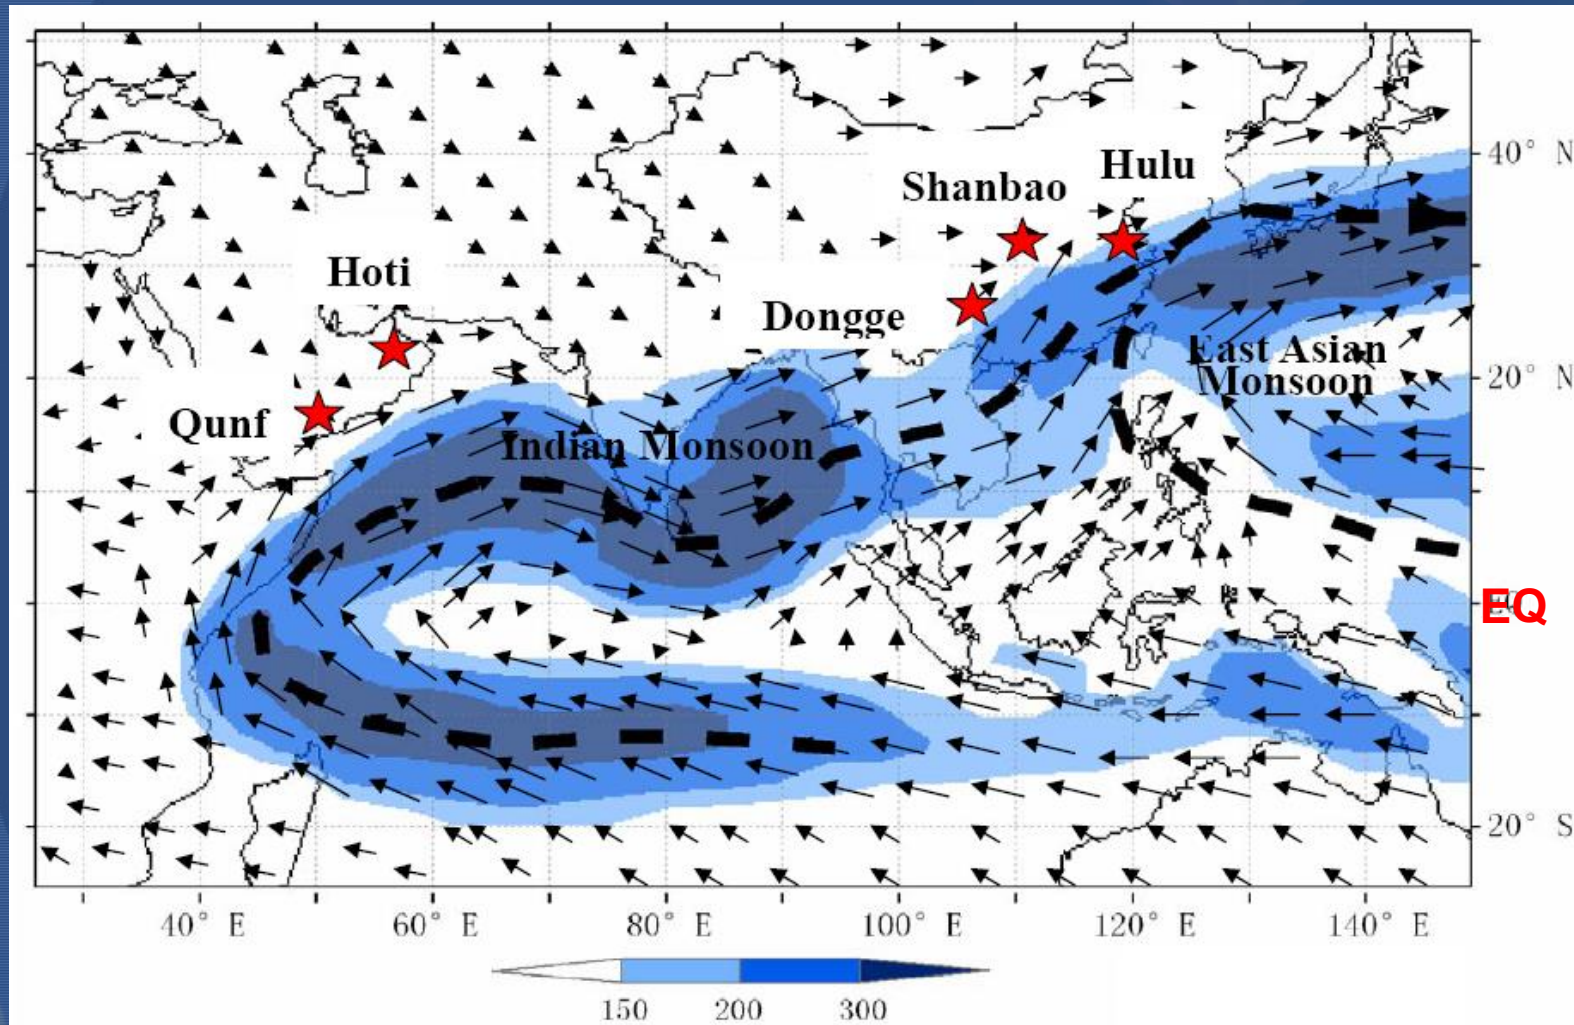 Hulu
40° N
Shanbao
Hoti
Dongge
East Asian
Monsoon
20° N
Qunf
Indian Monsoon
EQ
20° S
40° E
60° E
80° E
100° E
120° E
140° E
150
200
300